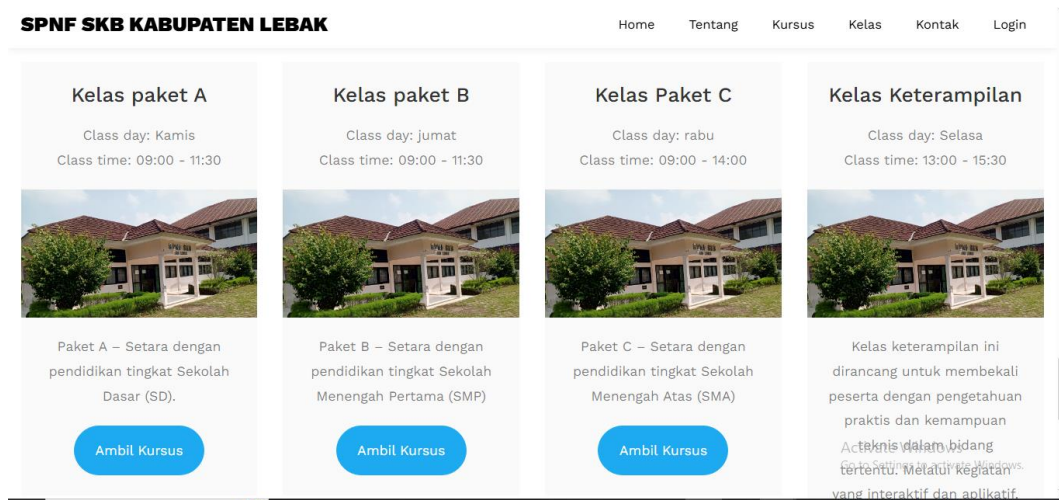 SPNF SKB KABUPATEN LEBAK
Home Tentang Kursus Kelas Kontak Login
Kelas paket A
Class day: Kamis
Class time: 09:00 - 11:30
Paket A – Setara dengan
pendidikan tingkat Sekolah
Dasar (SD).
Ambil Kursus
Kelas paket B
Class day: jumat
Class time: 09:00 - 11:30
Paket B – Setara dengan
pendidikan tingkat Sekolah
Menengah Pertama (SMP)
Ambil Kursus
Kelas Paket C
Class day: rabu
Class time: 09:00 - 14:00
Paket C – Setara dengan
pendidikan tingkat Sekolah
Menengah Atas (SMA)
Ambil Kursus
Kelas Keterampilan
Class day: Selasa
Class time: 13:00 - 15:30
Kelas keterampilan ini
dirancang untuk membekali
peserta dengan pengetahuan
praktis dan kemampuan
teknis dalam bidang
tertentu. Melalui kegiatan
yang interaktif dan aplikatif,
Activate Windows
Go to Settings to activate Windows.